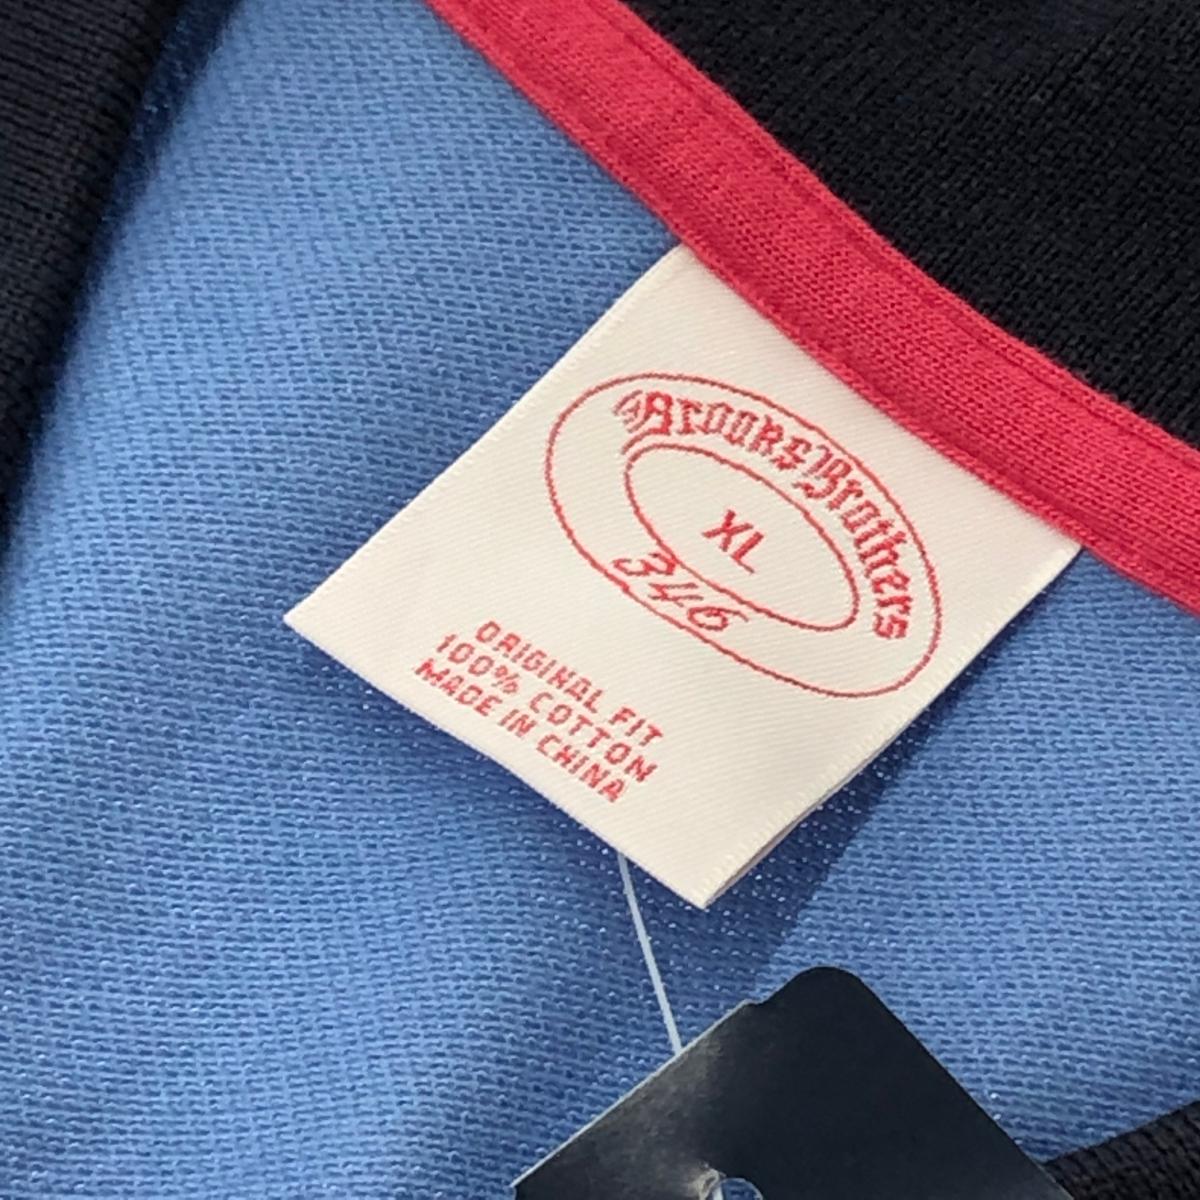 Brooks Brothers
XL
346
ORIGINAL FIT
100% COTTON
MADE IN CHINA